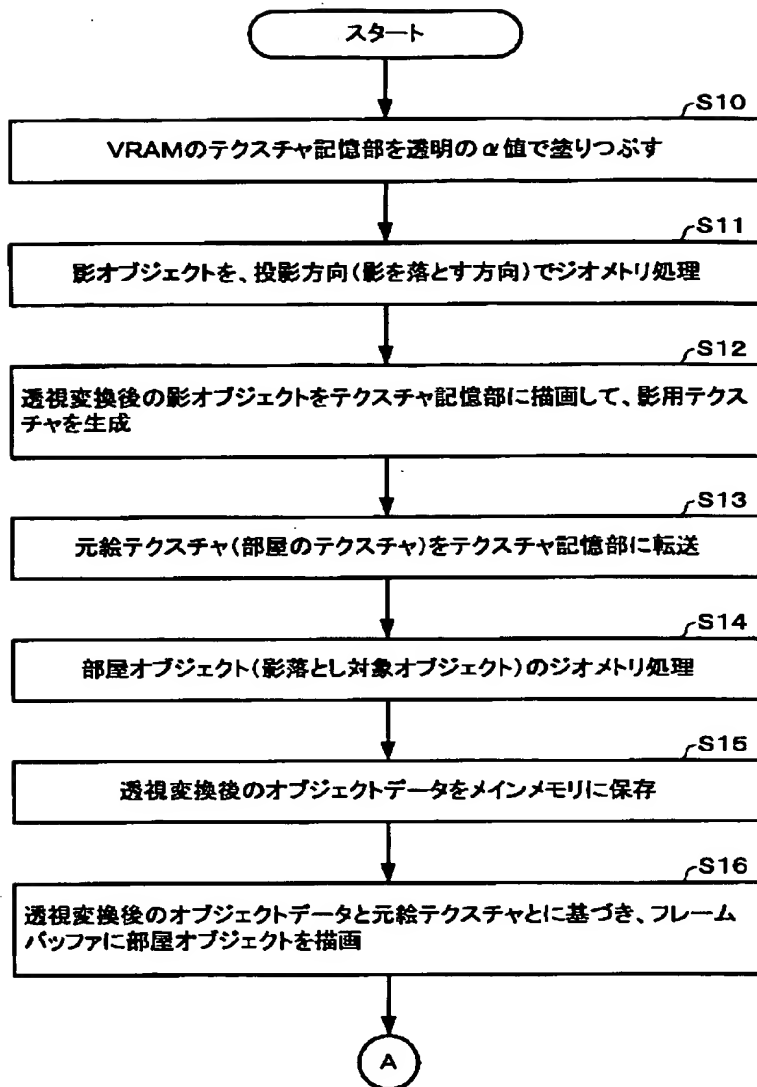 スタート
S10
VRAMのテクスチャ記憶部を透明のα値で塗りつぶす
S11
影オブジェクトを、投影方向(影を落とす方向)でジオメトリ処理
S12
透視変換後の影オブジェクトをテクスチャ記憶部に描画して、影用テクス
チャを生成
S13
元絵テクスチャ(部屋のテクスチャ)をテクスチャ記憶部に転送
S14
部屋オブジェクト(影落とし対象オブジェクト)のジオメトリ処理
S15
透視変換後のオブジェクトデータをメインメモリに保存
S16
透視変換後のオブジェクトデータと元絵テクスチャとに基づき、フレーム
バッファに部屋オブジェクトを描画
A